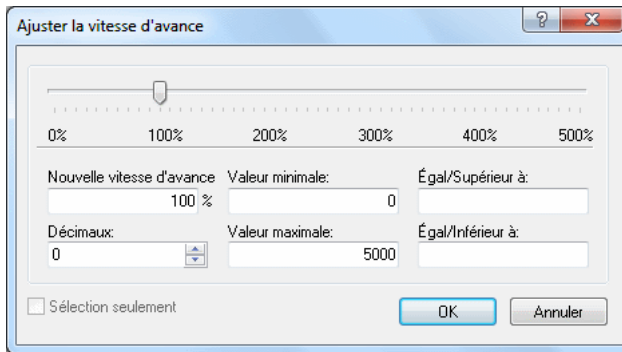 Ajuster la vitesse d'avance
0% 100% 200% 300% 400% 500%
Nouvelle vitesse d'avance Valeur minimale: Égal/Supérieur à:
100 % 0
Décimaux: Valeur maximale: Égal/Inférieur à:
0 5000
Sélection seulement OK Annuler